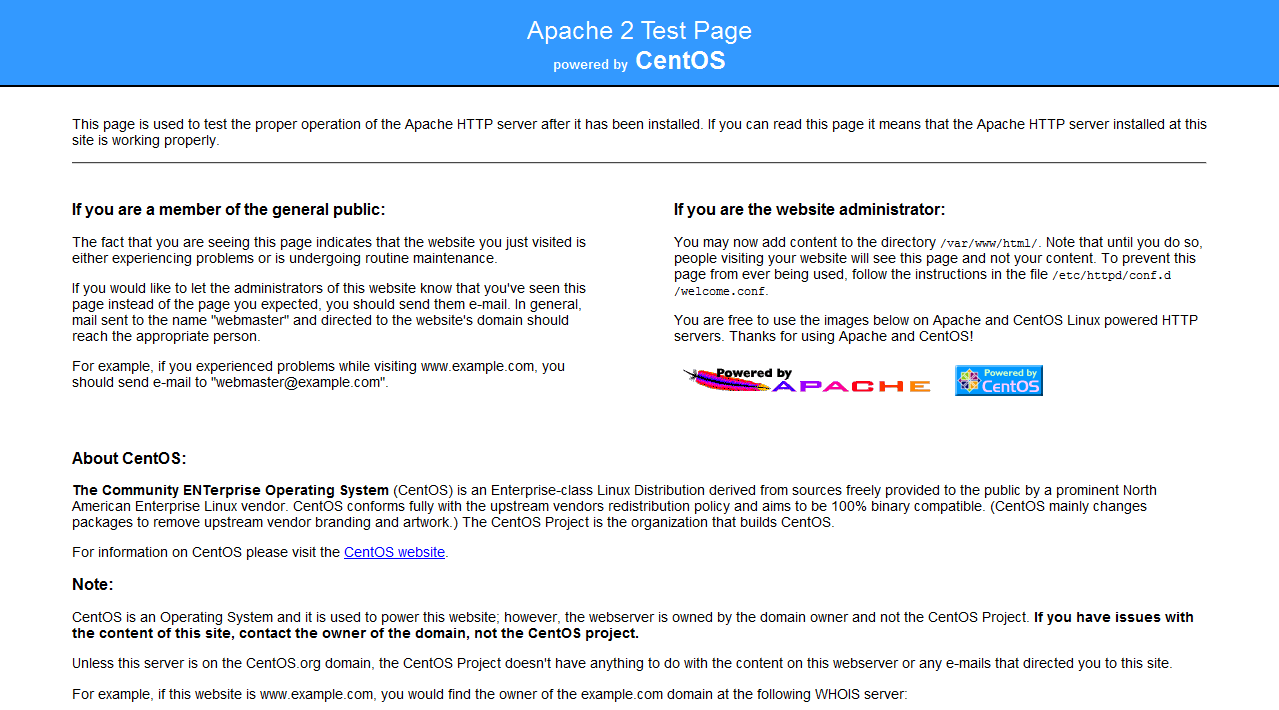 Apache 2 Test Page
powered by CentOS
This page is used to test the proper operation of the Apache HTTP server after it has been installed. If you can read this page it means that the Apache HTTP server installed at this
site is working properly.
If you are a member of the general public:
The fact that you are seeing this page indicates that the website you just visited is
either experiencing problems or is undergoing routine maintenance.
If you would like to let the administrators of this website know that you've seen this
page instead of the page you expected, you should send them e-mail. In general,
mail sent to the name "webmaster" and directed to the website's domain should
reach the appropriate person.
For example, if you experienced problems while visiting www.example.com, you
should send e-mail to "webmaster@example.com".
If you are the website administrator:
You may now add content to the directory /var/www/html/. Note that until you do so,
people visiting your website will see this page and not your content. To prevent this
page from ever being used, follow the instructions in the file /etc/httpd/conf.d
/welcome.conf.
You are free to use the images below on Apache and CentOS Linux powered HTTP
servers. Thanks for using Apache and CentOS!
Powered by
APACHE
Powered by
CentOS
About CentOS:
The Community ENTerprise Operating System (CentOS) is an Enterprise-class Linux Distribution derived from sources freely provided to the public by a prominent North
American Enterprise Linux vendor. CentOS conforms fully with the upstream vendors redistribution policy and aims to be 100% binary compatible. (CentOS mainly changes
packages to remove upstream vendor branding and artwork.) The CentOS Project is the organization that builds CentOS.
For information on CentOS please visit the CentOS website.
Note:
CentOS is an Operating System and it is used to power this website; however, the webserver is owned by the domain owner and not the CentOS Project. If you have issues with
the content of this site, contact the owner of the domain, not the CentOS project.
Unless this server is on the CentOS.org domain, the CentOS Project doesn't have anything to do with the content on this webserver or any e-mails that directed you to this site.
For example, if this website is www.example.com, you would find the owner of the example.com domain at the following WHOIS server: